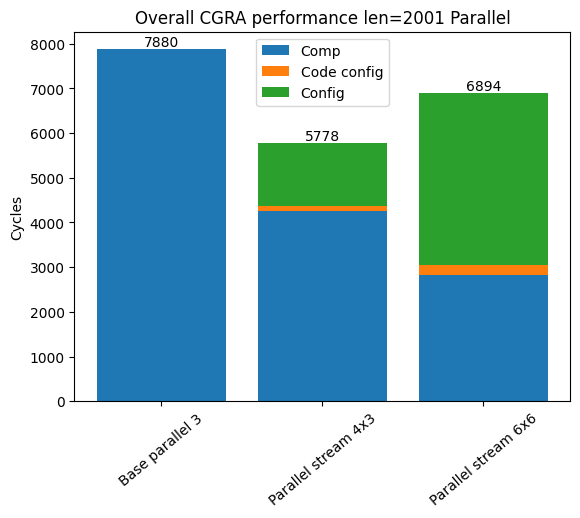 Overall CGRA performance len=2001 Parallel
Cycles
8000
7000
6000
5000
4000
3000
2000
1000
0
7880
5778
6894
Comp
Code config
Config
Base parallel 3
Parallel stream 4x3
Parallel stream 6x6